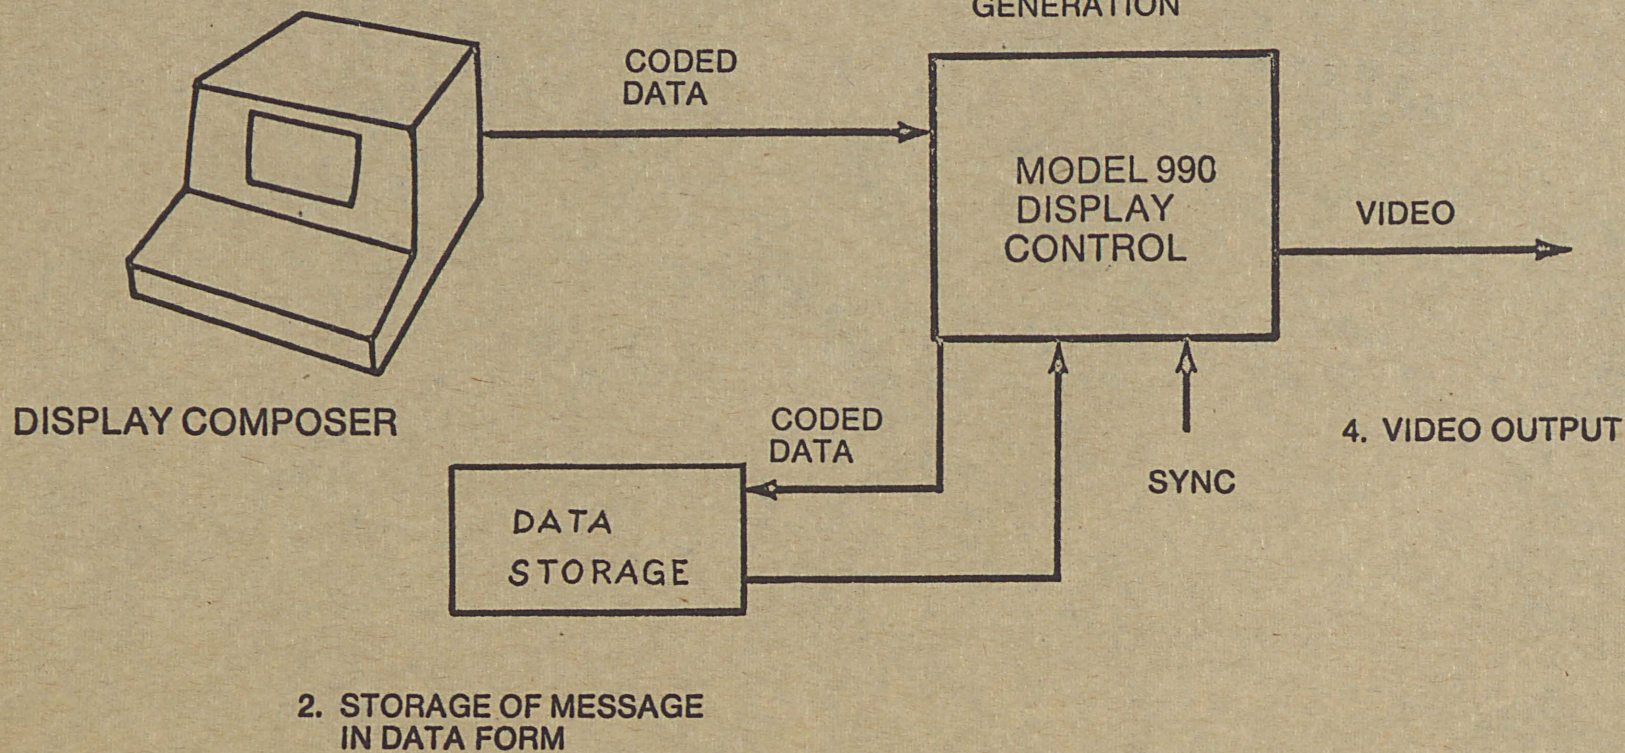 GENERATION
CODED
DATA
MODEL 990
DISPLAY
CONTROL
VIDEO
DISPLAY COMPOSER
CODED
DATA
4. VIDEO OUTPUT
SYNC
DATA
STORAGE
2. STORAGE OF MESSAGE
IN DATA FORM